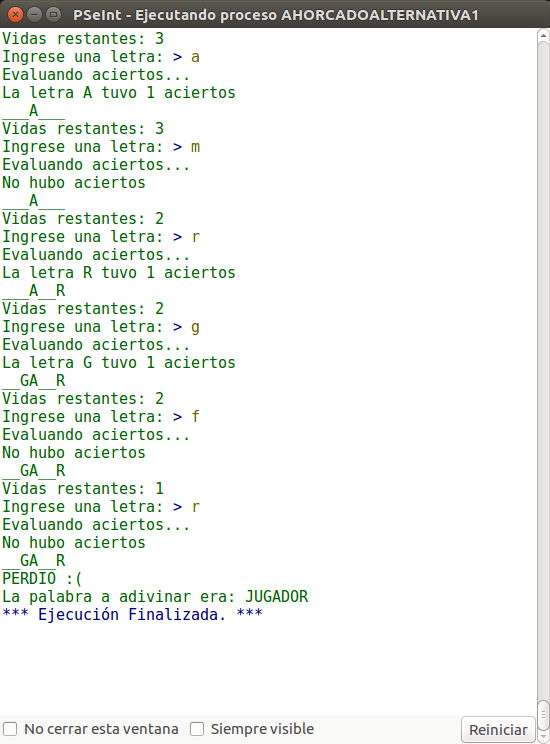 PSeInt - Ejecutando proceso AHORCADOALTERNATIVA1
Vidas restantes: 3
Ingrese una letra: > a
Evaluando aciertos...
La letra A tuvo 1 aciertos
___A___
Vidas restantes: 3
Ingrese una letra: > m
Evaluando aciertos...
No hubo aciertos
___A___
Vidas restantes: 2
Ingrese una letra: > r
Evaluando aciertos...
La letra R tuvo 1 aciertos
___A__R
Vidas restantes: 2
Ingrese una letra: > g
Evaluando aciertos...
La letra G tuvo 1 aciertos
__GA__R
Vidas restantes: 2
Ingrese una letra: > f
Evaluando aciertos...
No hubo aciertos
__GA__R
Vidas restantes: 1
Ingrese una letra: > r
Evaluando aciertos...
No hubo aciertos
__GA__R
PERDIO :(
La palabra a adivinar era: JUGADOR
*** Ejecución Finalizada. ***
No cerrar esta ventana Siempre visible Reiniciar